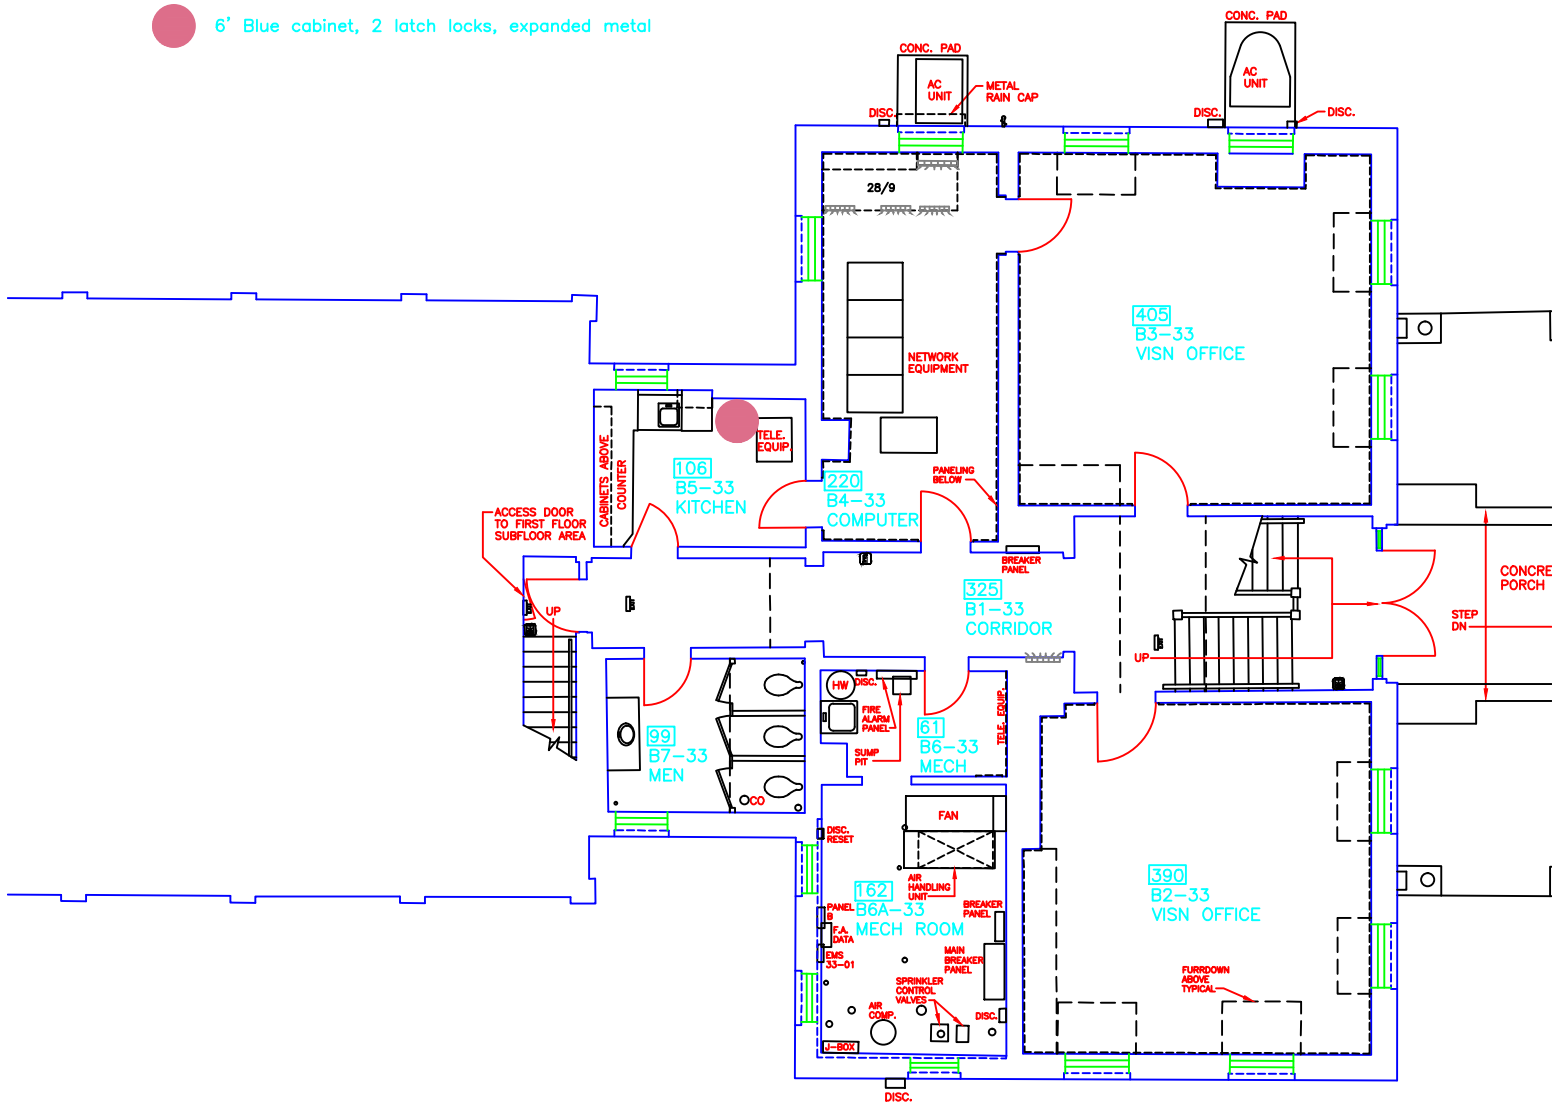 6' Blue cabinet, 2 latch locks, expanded metal
CONC. PAD
AC
UNIT
DISC.
DISC.
CONC. PAD
AC
UNIT
METAL
RAIN CAP
DISC.
28/9
NETWORK
EQUIPMENT
405
B3-33
VISN OFFICE
TELE.
EQUIP.
CABINETS ABOVE
COUNTER
106
B5-33
KITCHEN
220
B4-33
COMPUTER
PANELING
BELOW
ACCESS DOOR
TO FIRST FLOOR
SUBFLOOR AREA
BREAKER
PANEL
CONCRE
PORCH
325
B1-33
CORRIDOR
UP
STEP
DN
UP
HW
DISC.
FIRE
ALARM
PANEL
SUMP
PIT
TELE. EQUIP.
61
B6-33
MECH
99
B7-33
MEN
CO
FAN
DISC.
RESET
AIR
HANDLING
UNIT
162
B6A-33
MECH ROOM
PANEL
B
F.A.
DATA
EMS
33-01
BREAKER
PANEL
MAIN
BREAKER
PANEL
390
B2-33
VISN OFFICE
SPRINKLER
CONTROL
VALVES
AIR
COMP.
DISC.
J-BOX
FURRDOWN
ABOVE
TYPICAL
DISC.